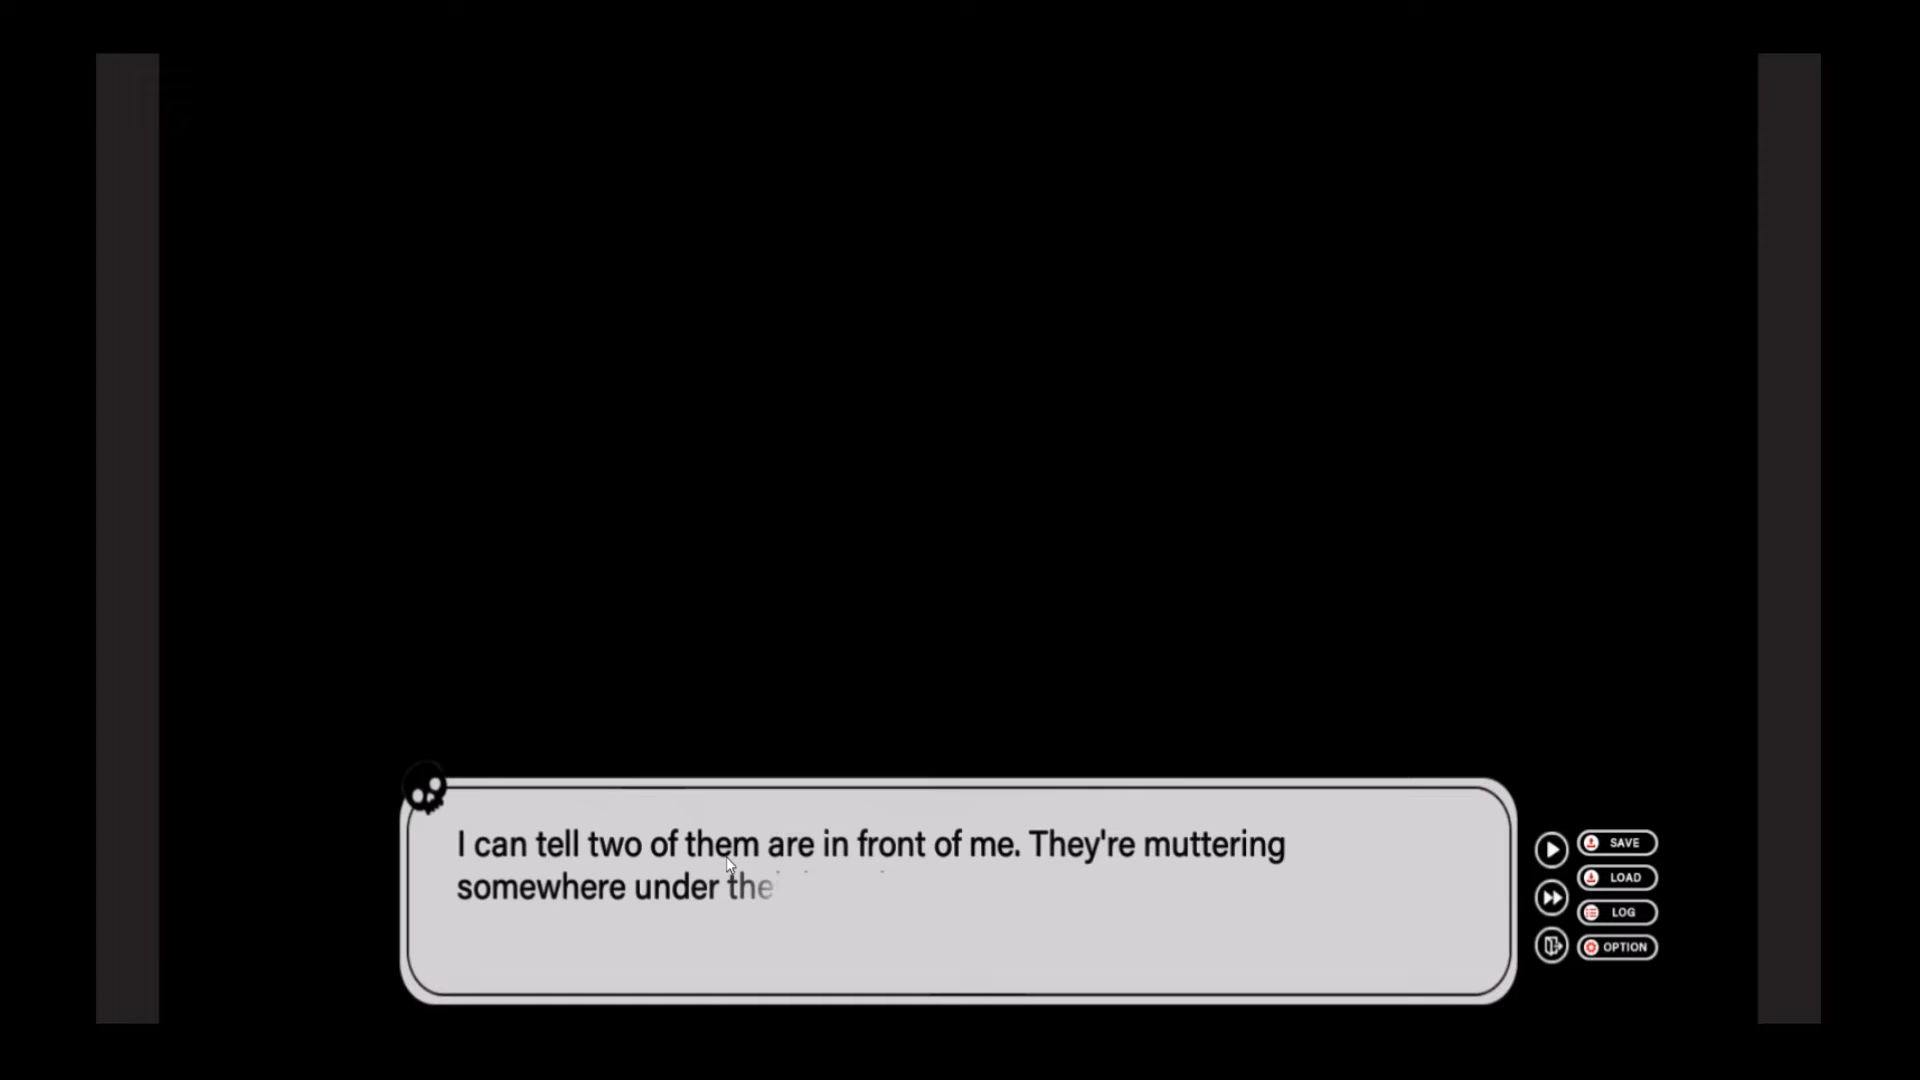 I can tell two of them are in front of me. They're muttering
somewhere under the
SAVE
LOAD
LOG
OPTION